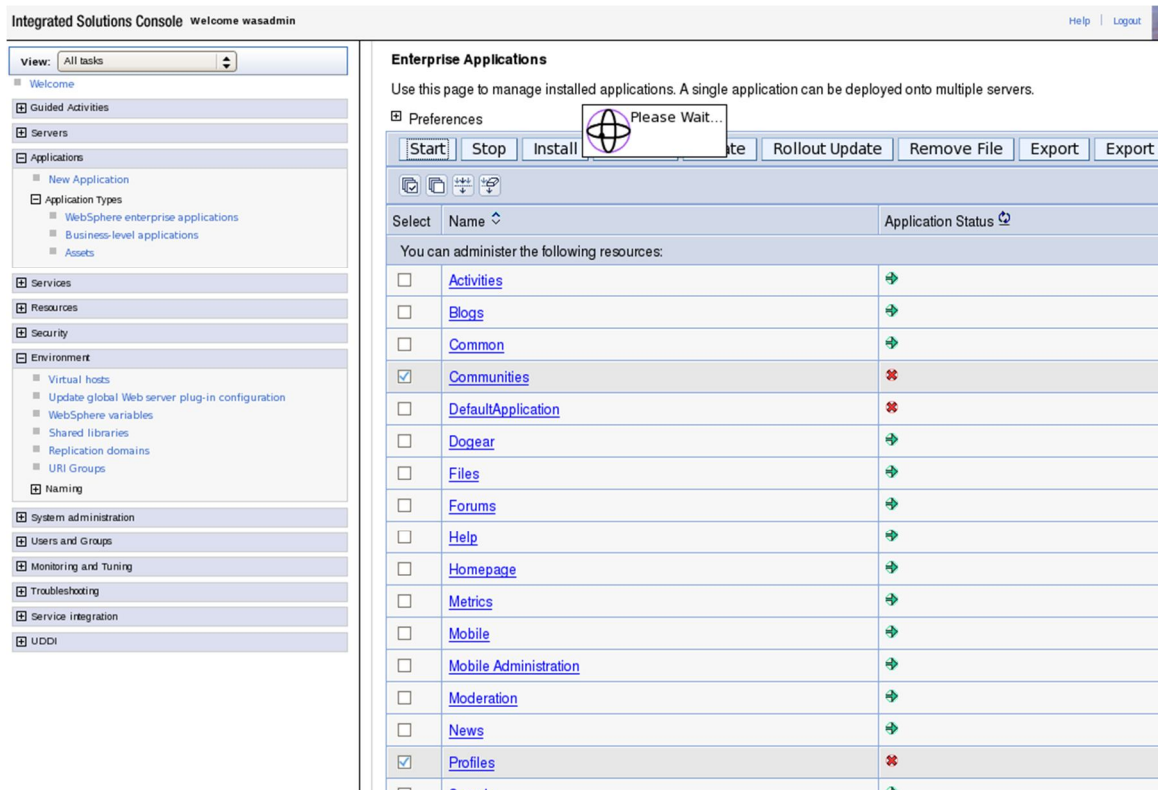 Integrated Solutions Console Welcome wasadmin
Help Logout
View: All tasks
Welcome
Guided Activities
Servers
Applications
New Application
Application Types
WebSphere enterprise applications
Business-level applications
Assets
Services
Resources
Security
Environment
Virtual hosts
Update global Web server plug-in configuration
WebSphere variables
Shared libraries
Replication domains
URI Groups
Naming
System administration
Users and Groups
Monitoring and Tuning
Troubleshooting
Service integration
UDDI
Enterprise Applications
Use this page to manage installed applications. A single application can be deployed onto multiple servers.
Preferences
Please Wait...
Start Stop Install Rollout Update Remove File Export Export
Select Name Application Status
You can administer the following resources:
Activities
Blogs
Common
Communities
DefaultApplication
Dogear
Files
Forums
Help
Homepage
Metrics
Mobile
Mobile Administration
Moderation
News
Profiles